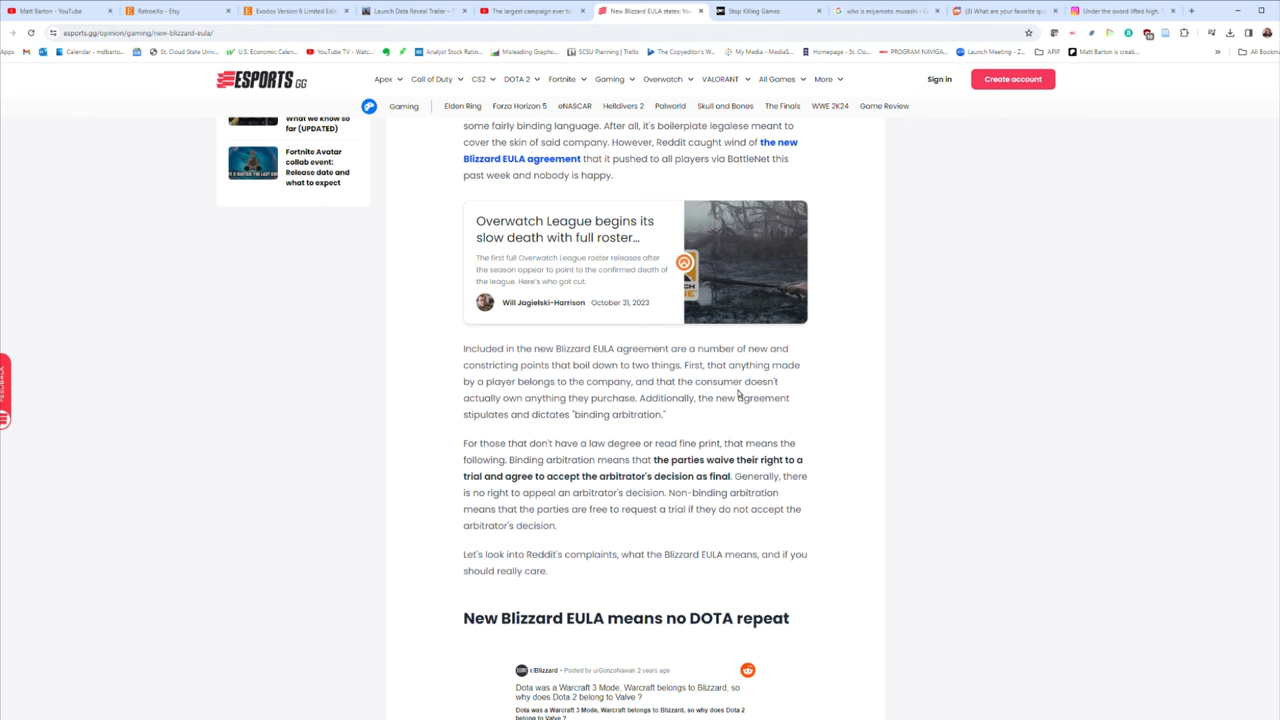 Matt Barton - YouTube
RetroeXo - Etsy
Exodos Version 6 Limited Edit
Launch Data Reveal Trailer –
The largest campaign ever to
New Blizzard EULA states: Yo
Stop Killing Games
who is miyamoto musashi - G
(3) What are your favorite qu
Under the sword lifted high, T
esports.gg/opinion/gaming/new-blizzard-eula/
Apps
Calendar - mdbarto...
St. Cloud State Univ...
U.S. Economic Calen...
YouTube TV - Watc...
Analyst Stock Ratin...
Misleading Graphs:...
SCSU Planning | Trello
The Copyeditor's W...
My Media - MediaS...
Homepage - St. Clo...
PROGRAM NAVIGA...
Launch Meeting - Z...
APIP
Matt Barton is creati...
All Bookm
ESPORTS GG
Apex
Call of Duty
CS2
DOTA 2
Fortnite
Gaming
Overwatch
VALORANT
All Games
More
Sign in
Create account
Gaming
Elden Ring
Forza Horizon 5
eNASCAR
Helldivers 2
Palworld
Skull and Bones
The Finals
WWE 2K24
Game Review
What we know so
far (UPDATED)
Fortnite Avatar
collab event:
Release date and
what to expect
FEEDBACK
some fairly binding language. After all, it's boilerplate legalese meant to
cover the skin of said company. However, Reddit caught wind of the new
Blizzard EULA agreement that it pushed to all players via BattleNet this
past week and nobody is happy.
Overwatch League begins its
slow death with full roster...
The first full Overwatch League roster releases after
the season appear to point to the confirmed death of
the league. Here's who got cut.
Will Jagielski-Harrison October 31, 2023
Included in the new Blizzard EULA agreement are a number of new and
constricting points that boil down to two things. First, that anything made
by a player belongs to the company, and that the consumer doesn't
actually own anything they purchase. Additionally, the new agreement
stipulates and dictates "binding arbitration."
For those that don't have a law degree or read fine print, that means the
following. Binding arbitration means that the parties waive their right to a
trial and agree to accept the arbitrator's decision as final. Generally, there
is no right to appeal an arbitrator's decision. Non-binding arbitration
means that the parties are free to request a trial if they do not accept the
arbitrator's decision.
Let's look into Reddit's complaints, what the Blizzard EULA means, and if you
should really care.
New Blizzard EULA means no DOTA repeat
r/Blizzard • Posted by u/GonzoNawak 2 years ago
Dota was a Warcraft 3 Mode, Warcraft belongs to Blizzard, so
why does Dota 2 belong to Valve ?
Dota was a Warcraft 3 Mode, Warcraft belongs to Blizzard, so why does Dota 2
belong to Valve ?